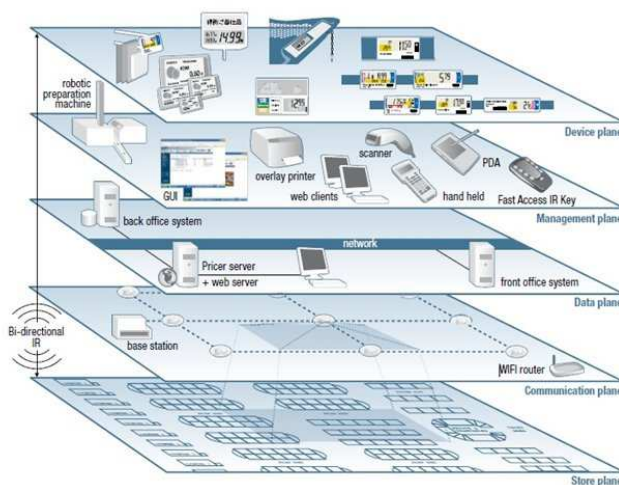 14.99
robotic
preparation
machine
Device plane
scanner
PDA
overlay printer
GUI
web clients
hand held
Fast Access IR Key
Management plane
back office system
network
Pricer server
+ web server
front office system
Data plane
Bi-directional
IR
base station
WIFI router
Communication plane
Store plane